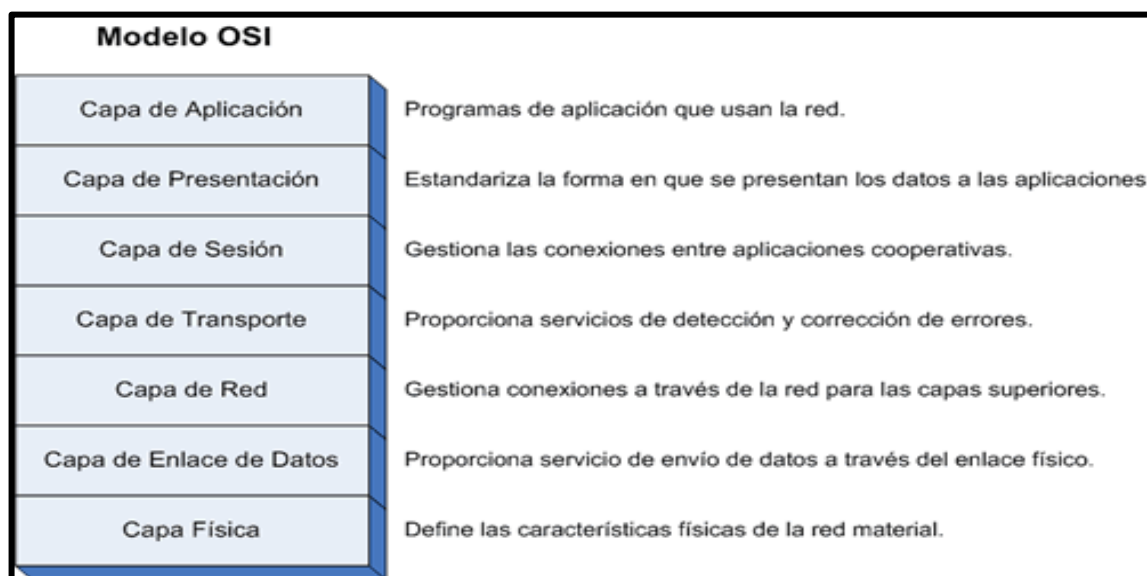 Modelo OSI
Capa de Aplicación
Programas de aplicación que usan la red.
Capa de Presentación
Estandariza la forma en que se presentan los datos a las aplicaciones
Capa de Sesión
Gestiona las conexiones entre aplicaciones cooperativas.
Capa de Transporte
Proporciona servicios de detección y corrección de errores.
Capa de Red
Gestiona conexiones a través de la red para las capas superiores.
Capa de Enlace de Datos
Proporciona servicio de envío de datos a través del enlace físico.
Capa Física
Define las características físicas de la red material.